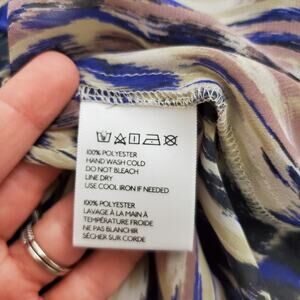 100% POLYESTER
HAND WASH COLD
DO NOT BLEACH
LINE DRY
USE COOL IRON IF NEEDED
100% POLYESTER
LAVAGE À LA MAIN À
TEMPÉRATURE FROIDE
NE PAS BLANCHIR
SÉCHER SUR CORDE